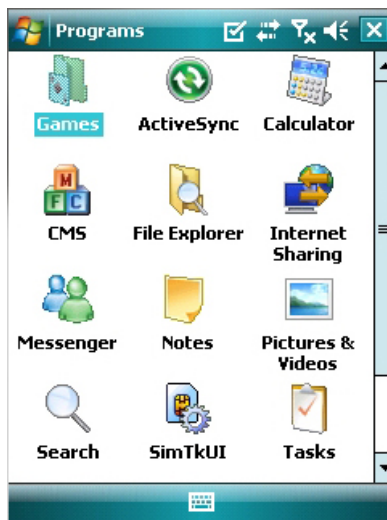 Programs
Games
ActiveSync
Calculator
M
F C
CMS
File Explorer
Internet
Sharing
Messenger
Notes
Pictures &
Videos
Search
SimTkUI
Tasks